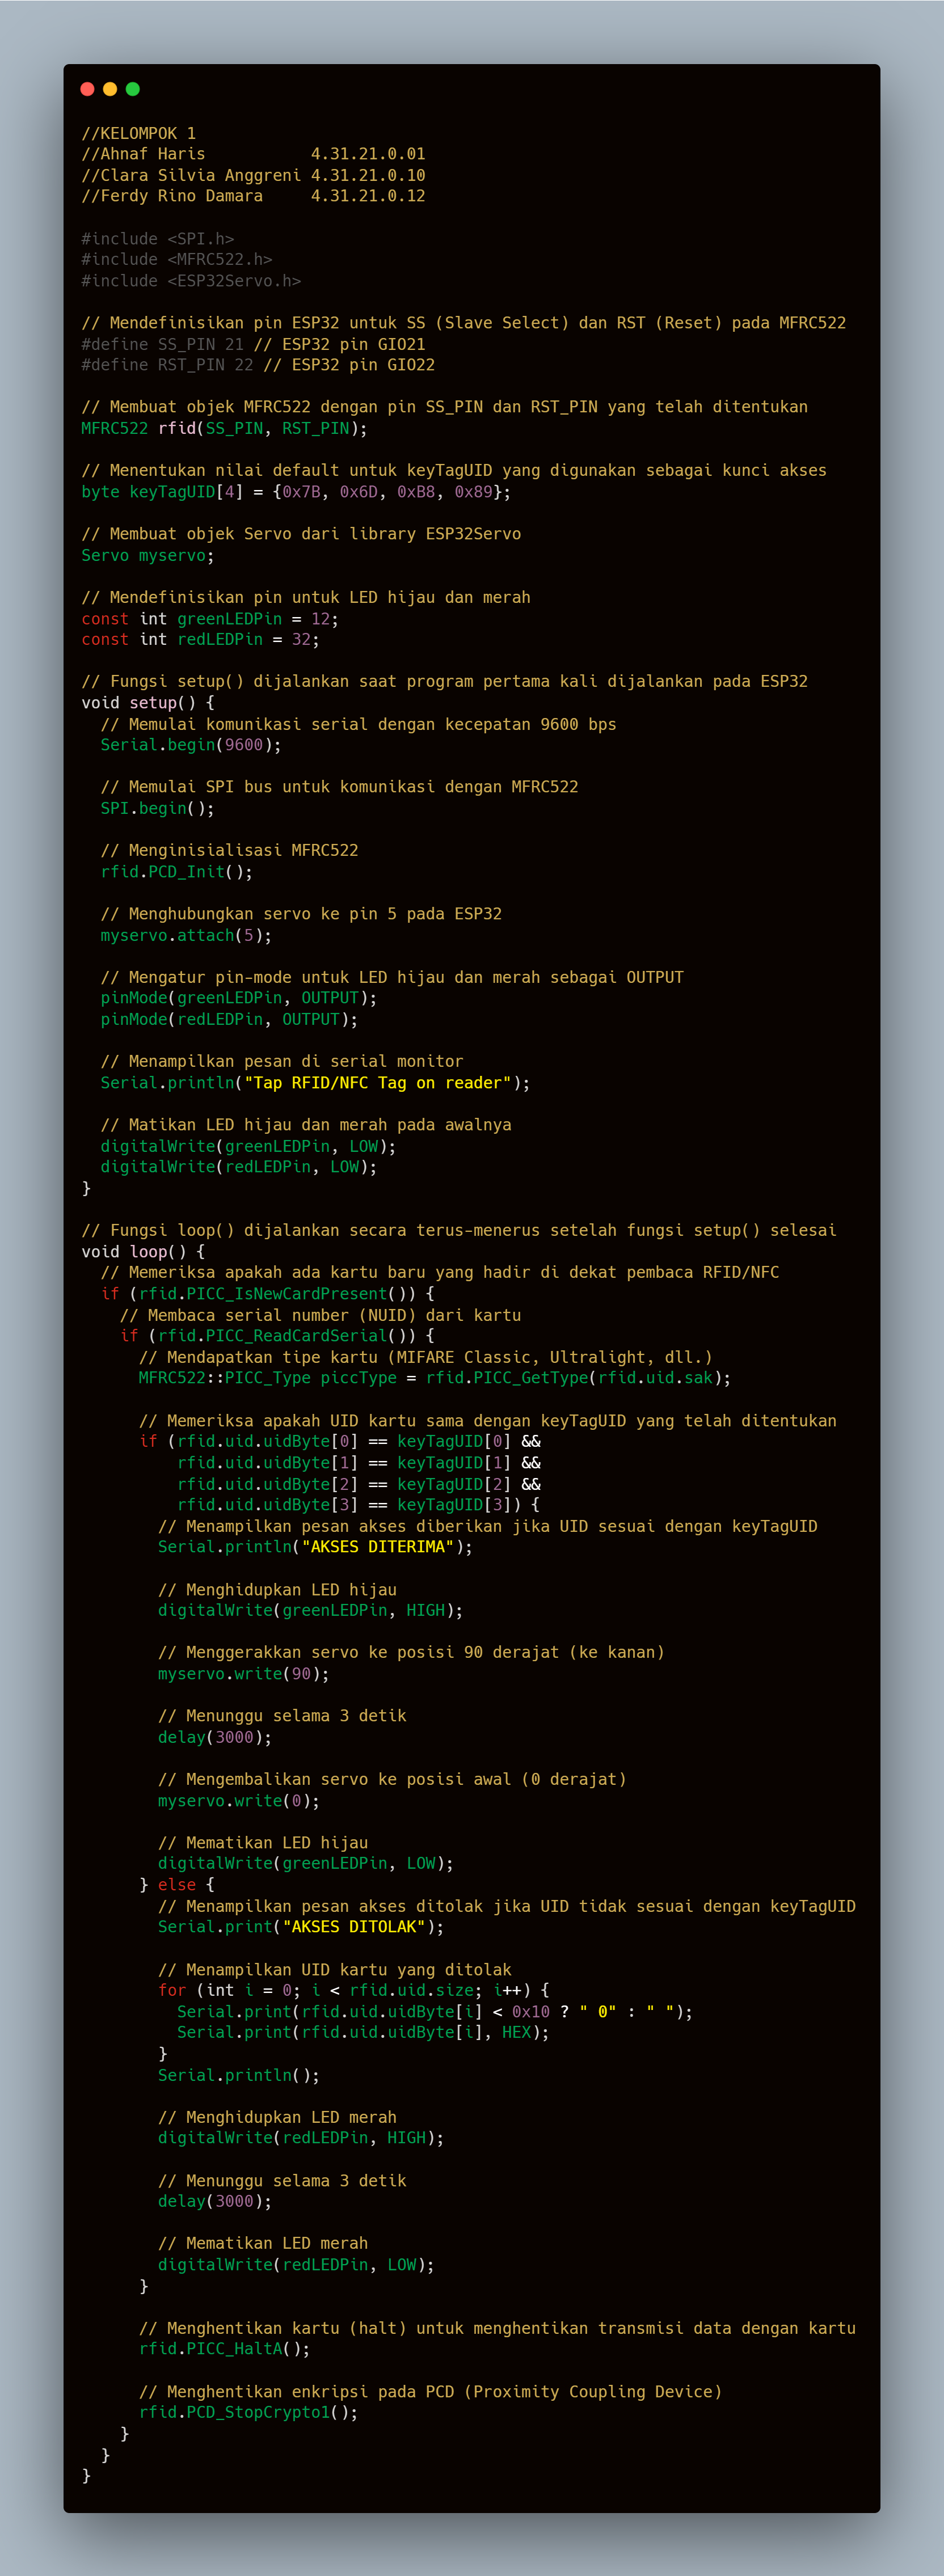 //KELOMPOK 1
//Ahnaf Haris           4.31.21.0.01
//Clara Silvia Anggreni 4.31.21.0.10
//Ferdy Rino Damara     4.31.21.0.12

#include <SPI.h>
#include <MFRC522.h>
#include <ESP32Servo.h>

// Mendefinisikan pin ESP32 untuk SS (Slave Select) dan RST (Reset) pada MFRC522
#define SS_PIN 21 // ESP32 pin GIO21
#define RST_PIN 22 // ESP32 pin GIO22

// Membuat objek MFRC522 dengan pin SS_PIN dan RST_PIN yang telah ditentukan
MFRC522 rfid(SS_PIN, RST_PIN);

// Menentukan nilai default untuk keyTagUID yang digunakan sebagai kunci akses
byte keyTagUID[4] = {0x7B, 0x6D, 0xB8, 0x89};

// Membuat objek Servo dari library ESP32Servo
Servo myservo;

// Mendefinisikan pin untuk LED hijau dan merah
const int greenLEDPin = 12;
const int redLEDPin = 32;

// Fungsi setup() dijalankan saat program pertama kali dijalankan pada ESP32
void setup() {
  // Memulai komunikasi serial dengan kecepatan 9600 bps
  Serial.begin(9600);

  // Memulai SPI bus untuk komunikasi dengan MFRC522
  SPI.begin();

  // Menginisialisasi MFRC522
  rfid.PCD_Init();

  // Menghubungkan servo ke pin 5 pada ESP32
  myservo.attach(5);

  // Mengatur pin-mode untuk LED hijau dan merah sebagai OUTPUT
  pinMode(greenLEDPin, OUTPUT);
  pinMode(redLEDPin, OUTPUT);

  // Menampilkan pesan di serial monitor
  Serial.println("Tap RFID/NFC Tag on reader");

  // Matikan LED hijau dan merah pada awalnya
  digitalWrite(greenLEDPin, LOW);
  digitalWrite(redLEDPin, LOW);
}

// Fungsi loop() dijalankan secara terus-menerus setelah fungsi setup() selesai
void loop() {
  // Memeriksa apakah ada kartu baru yang hadir di dekat pembaca RFID/NFC
  if (rfid.PICC_IsNewCardPresent()) {
    // Membaca serial number (NUID) dari kartu
    if (rfid.PICC_ReadCardSerial()) {
      // Mendapatkan tipe kartu (MIFARE Classic, Ultralight, dll.)
      MFRC522::PICC_Type piccType = rfid.PICC_GetType(rfid.uid.sak);

      // Memeriksa apakah UID kartu sama dengan keyTagUID yang telah ditentukan
      if (rfid.uid.uidByte[0] == keyTagUID[0] &&
          rfid.uid.uidByte[1] == keyTagUID[1] &&
          rfid.uid.uidByte[2] == keyTagUID[2] &&
          rfid.uid.uidByte[3] == keyTagUID[3]) {
        // Menampilkan pesan akses diberikan jika UID sesuai dengan keyTagUID
        Serial.println("AKSES DITERIMA");

        // Menghidupkan LED hijau
        digitalWrite(greenLEDPin, HIGH);

        // Menggerakkan servo ke posisi 90 derajat (ke kanan)
        myservo.write(90);

        // Menunggu selama 3 detik
        delay(3000);

        // Mengembalikan servo ke posisi awal (0 derajat)
        myservo.write(0);

        // Mematikan LED hijau
        digitalWrite(greenLEDPin, LOW);
      } else {
        // Menampilkan pesan akses ditolak jika UID tidak sesuai dengan keyTagUID
        Serial.print("AKSES DITOLAK");

        // Menampilkan UID kartu yang ditolak
        for (int i = 0; i < rfid.uid.size; i++) {
          Serial.print(rfid.uid.uidByte[i] < 0x10 ? " 0" : " ");
          Serial.print(rfid.uid.uidByte[i], HEX);
        }
        Serial.println();

        // Menghidupkan LED merah
        digitalWrite(redLEDPin, HIGH);

        // Menunggu selama 3 detik
        delay(3000);

        // Mematikan LED merah
        digitalWrite(redLEDPin, LOW);
      }

      // Menghentikan kartu (halt) untuk menghentikan transmisi data dengan kartu
      rfid.PICC_HaltA();

      // Menghentikan enkripsi pada PCD (Proximity Coupling Device)
      rfid.PCD_StopCrypto1();
    }
  }
}